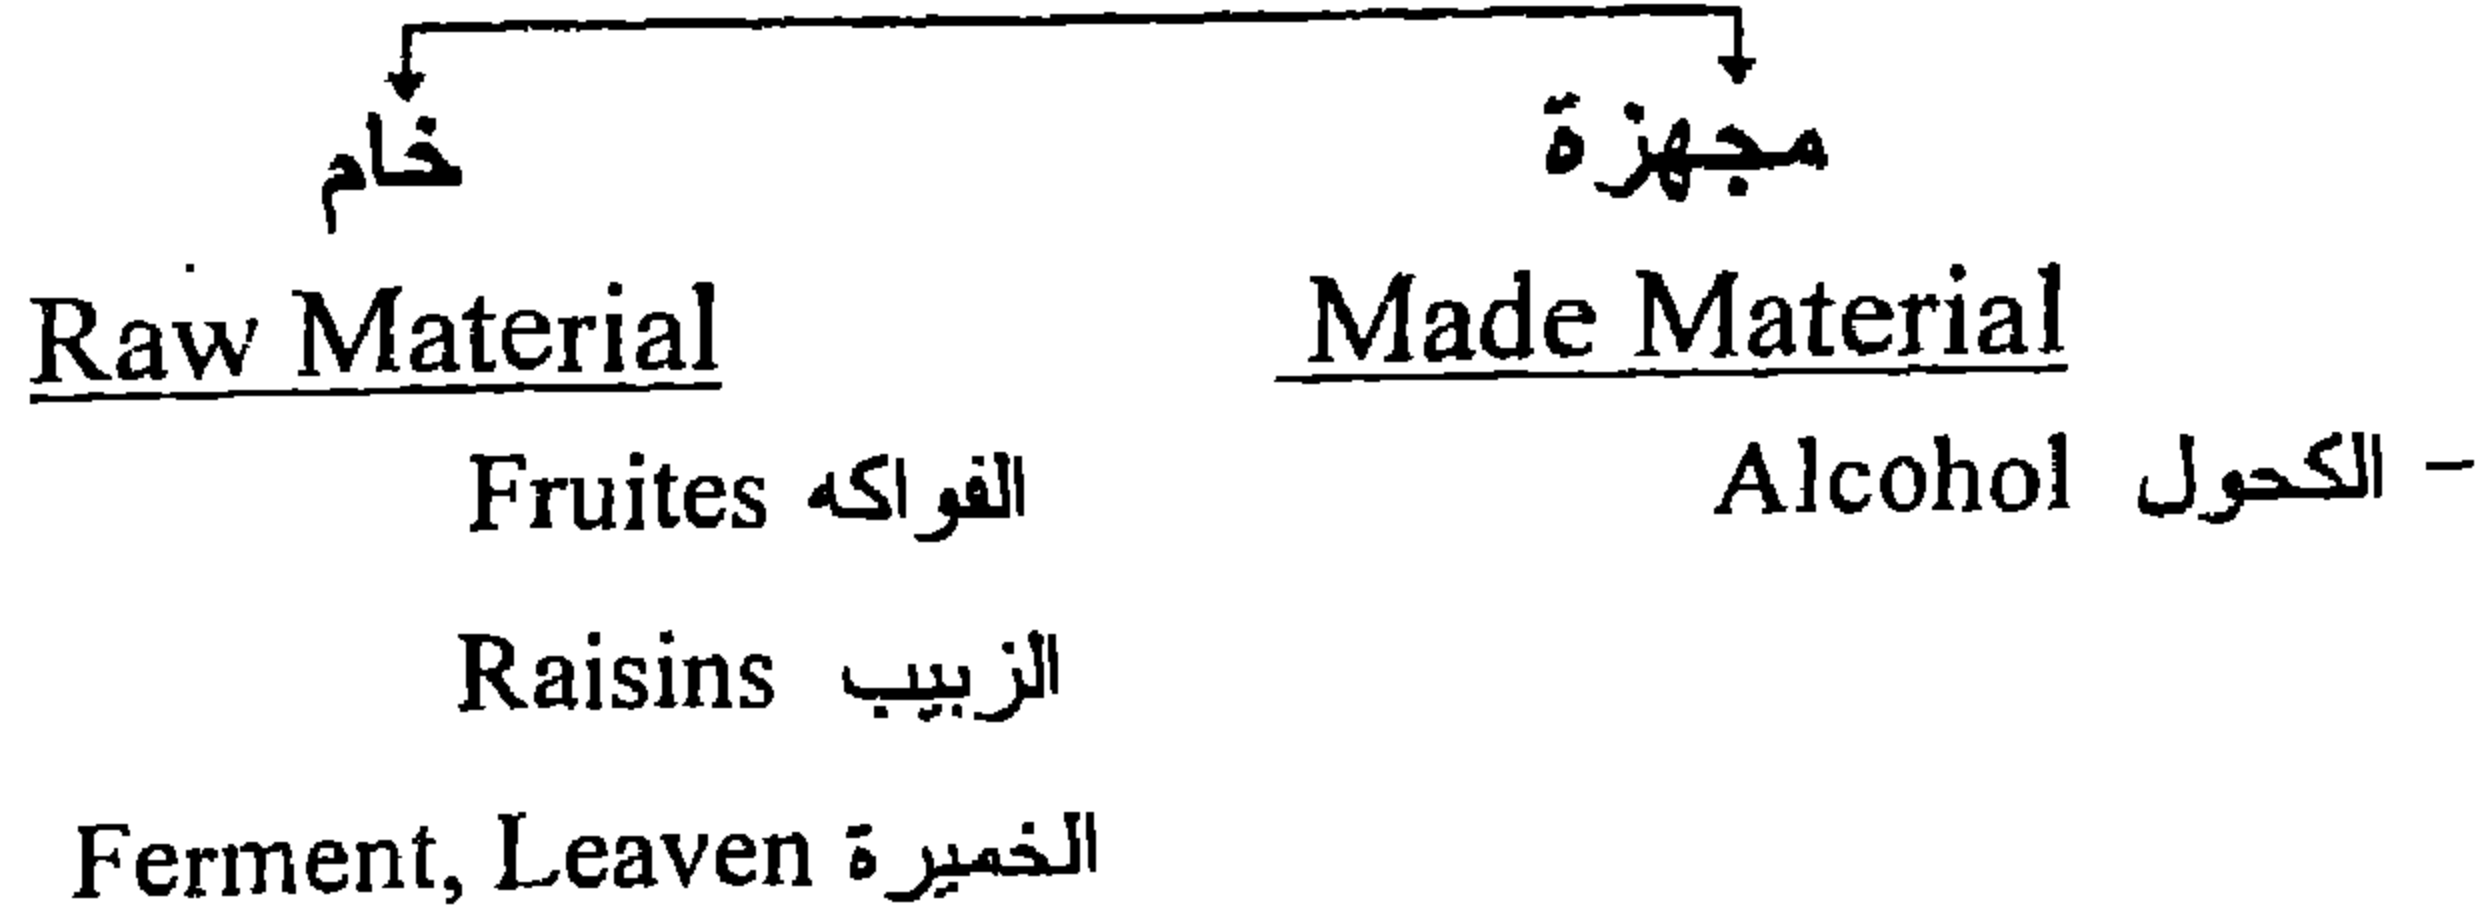 مجهزة
خام
Made Material
Raw Material
– الكحول Alcohol
الفواكه Fruites
الزبيب Raisins
الخميرة Ferment, Leaven